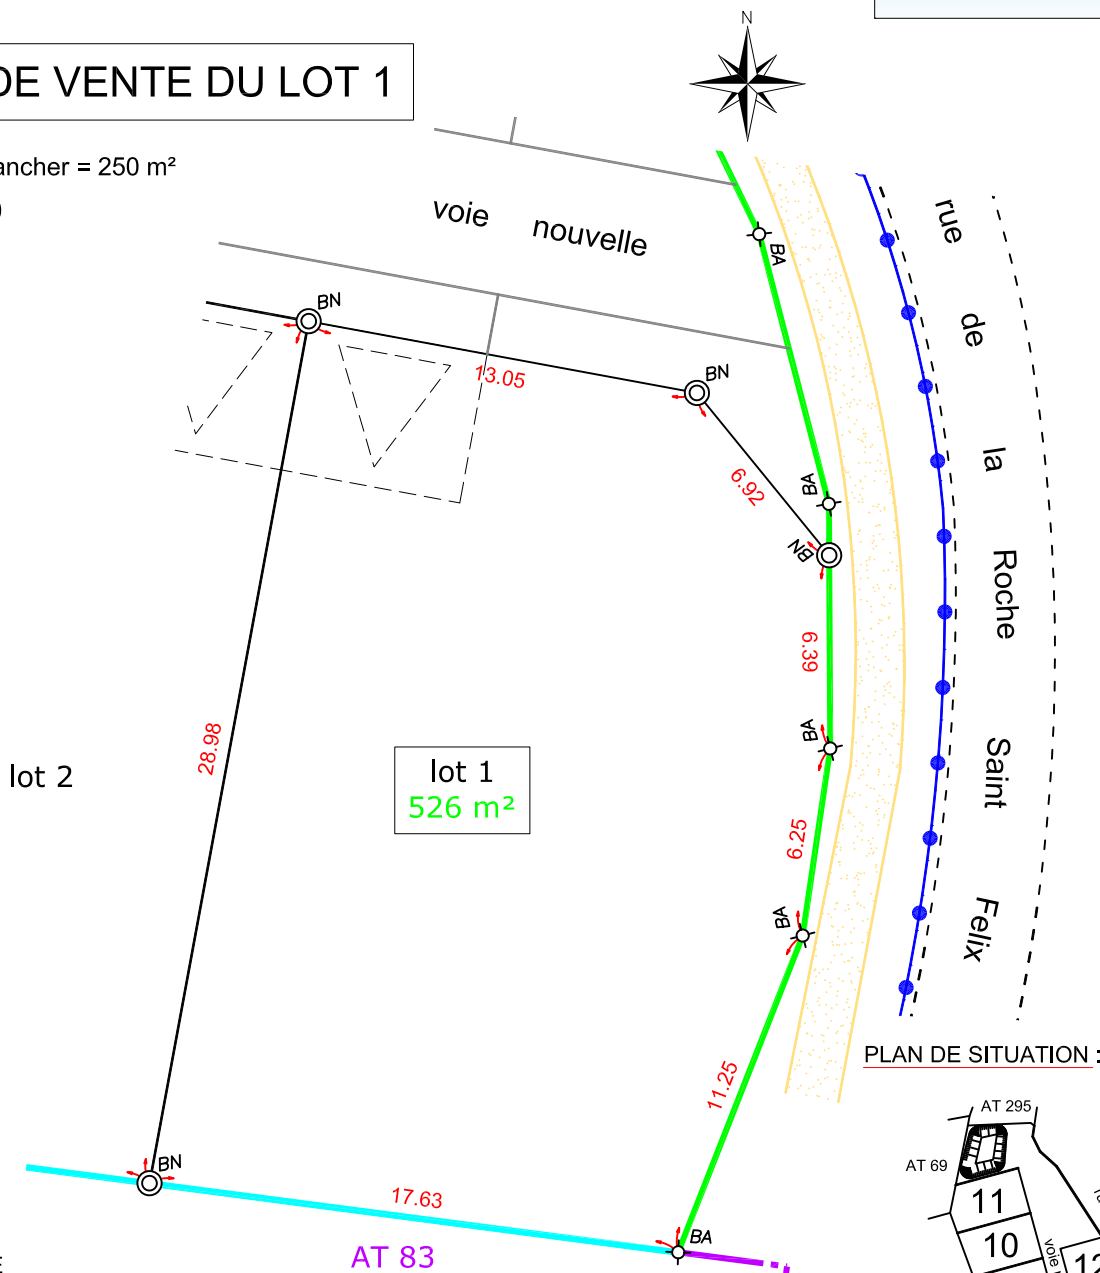 N
DE VENTE DU LOT 1
ancher = 250 m²
)
voie nouvelle
BA
BN
13.05
BN
6.92
BA
BN
rue de la Roche Saint Felix
6.39
28.98
BA
lot 2
lot 1
526 m²
6.25
BA
11.25
PLAN DE SITUATION :
AT 295
AT 69
11
10
voie
12
BN
17.63
BA
AT 83
E